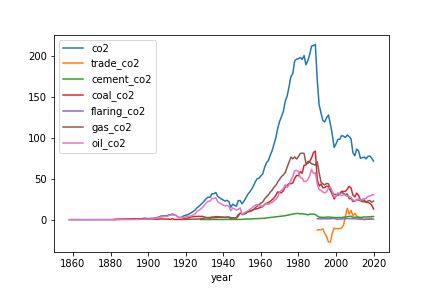 co2
trade_co2
cement_co2
coal_co2
flaring_co2
gas_co2
oil_co2
200
150
100
50
0
1860 1880 1900 1920 1940 1960 1980 2000 2020
year